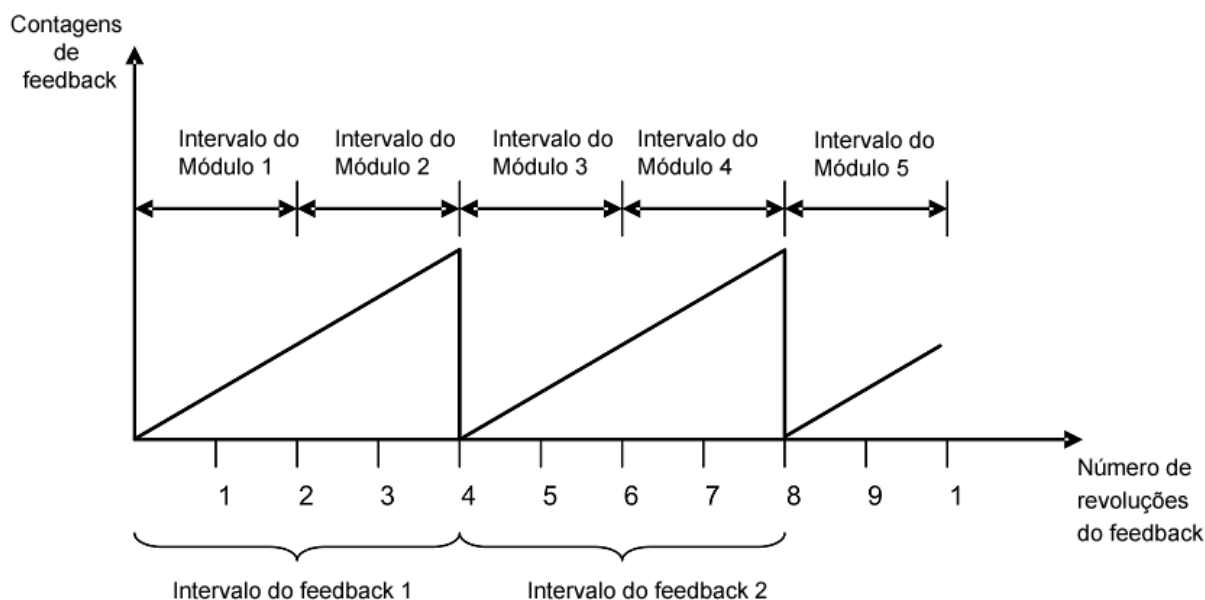 Contagens
de
feedback
Intervalo do
Módulo 1
Intervalo do
Módulo 2
Intervalo do
Módulo 3
Intervalo do
Módulo 4
Intervalo do
Módulo 5
1 2 3 4 5 6 7 8 9 1
Número de
revoluções
do feedback
Intervalo do feedback 1
Intervalo do feedback 2